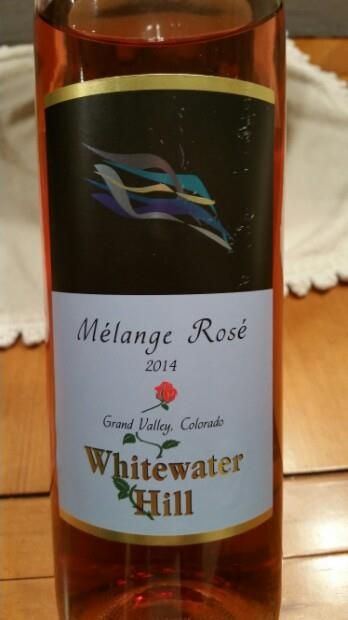 Mélange Rosé
2014
Grand Valley, Colorado
Whitewater
Hill